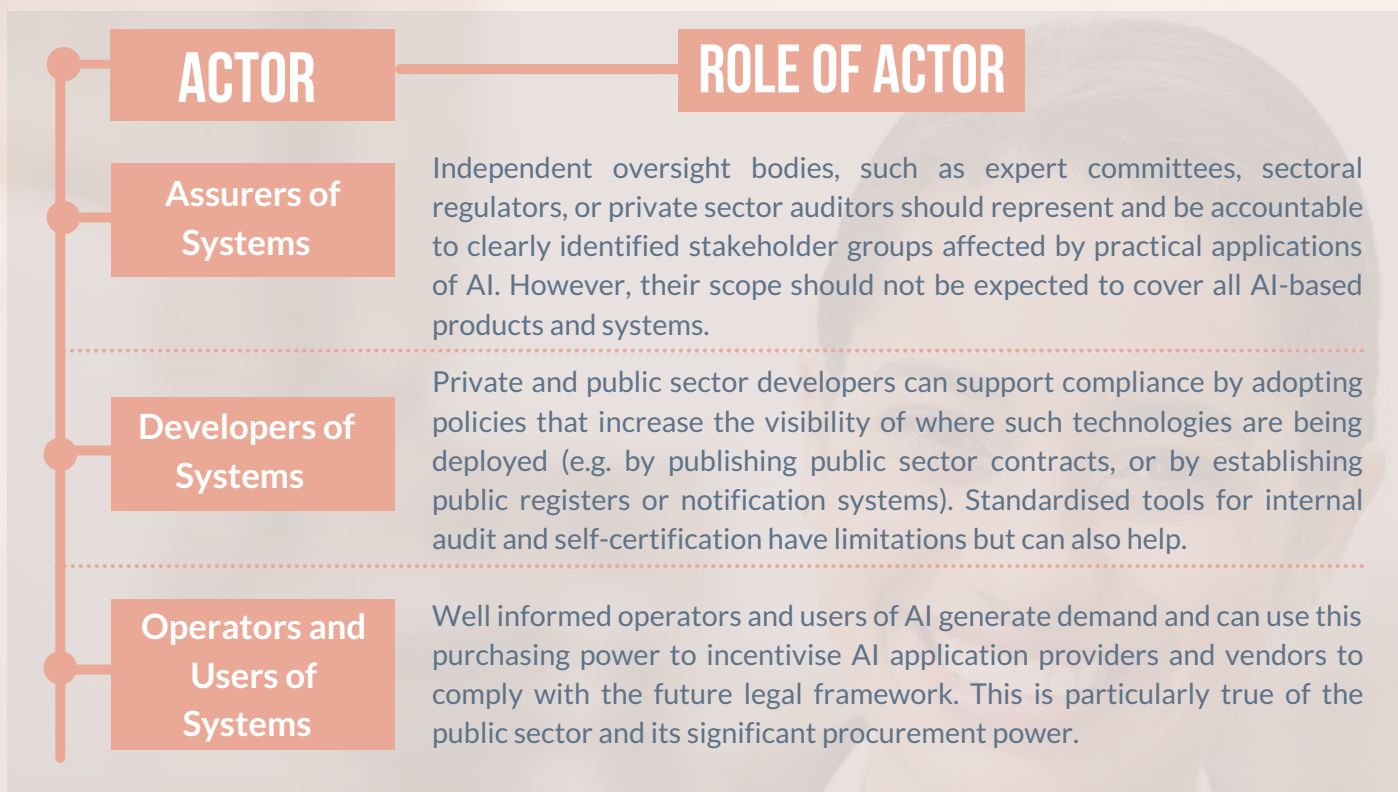 ACTOR
ROLE OF ACTOR
Assurers of
Systems
Independent oversight bodies, such as expert committees, sectoral
regulators, or private sector auditors should represent and be accountable
to clearly identified stakeholder groups affected by practical applications
of AI. However, their scope should not be expected to cover all AI-based
products and systems.
Developers of
Systems
Private and public sector developers can support compliance by adopting
policies that increase the visibility of where such technologies are being
deployed (e.g. by publishing public sector contracts, or by establishing
public registers or notification systems). Standardised tools for internal
audit and self-certification have limitations but can also help.
Operators and
Users of
Systems
Well informed operators and users of AI generate demand and can use this
purchasing power to incentivise AI application providers and vendors to
comply with the future legal framework. This is particularly true of the
public sector and its significant procurement power.